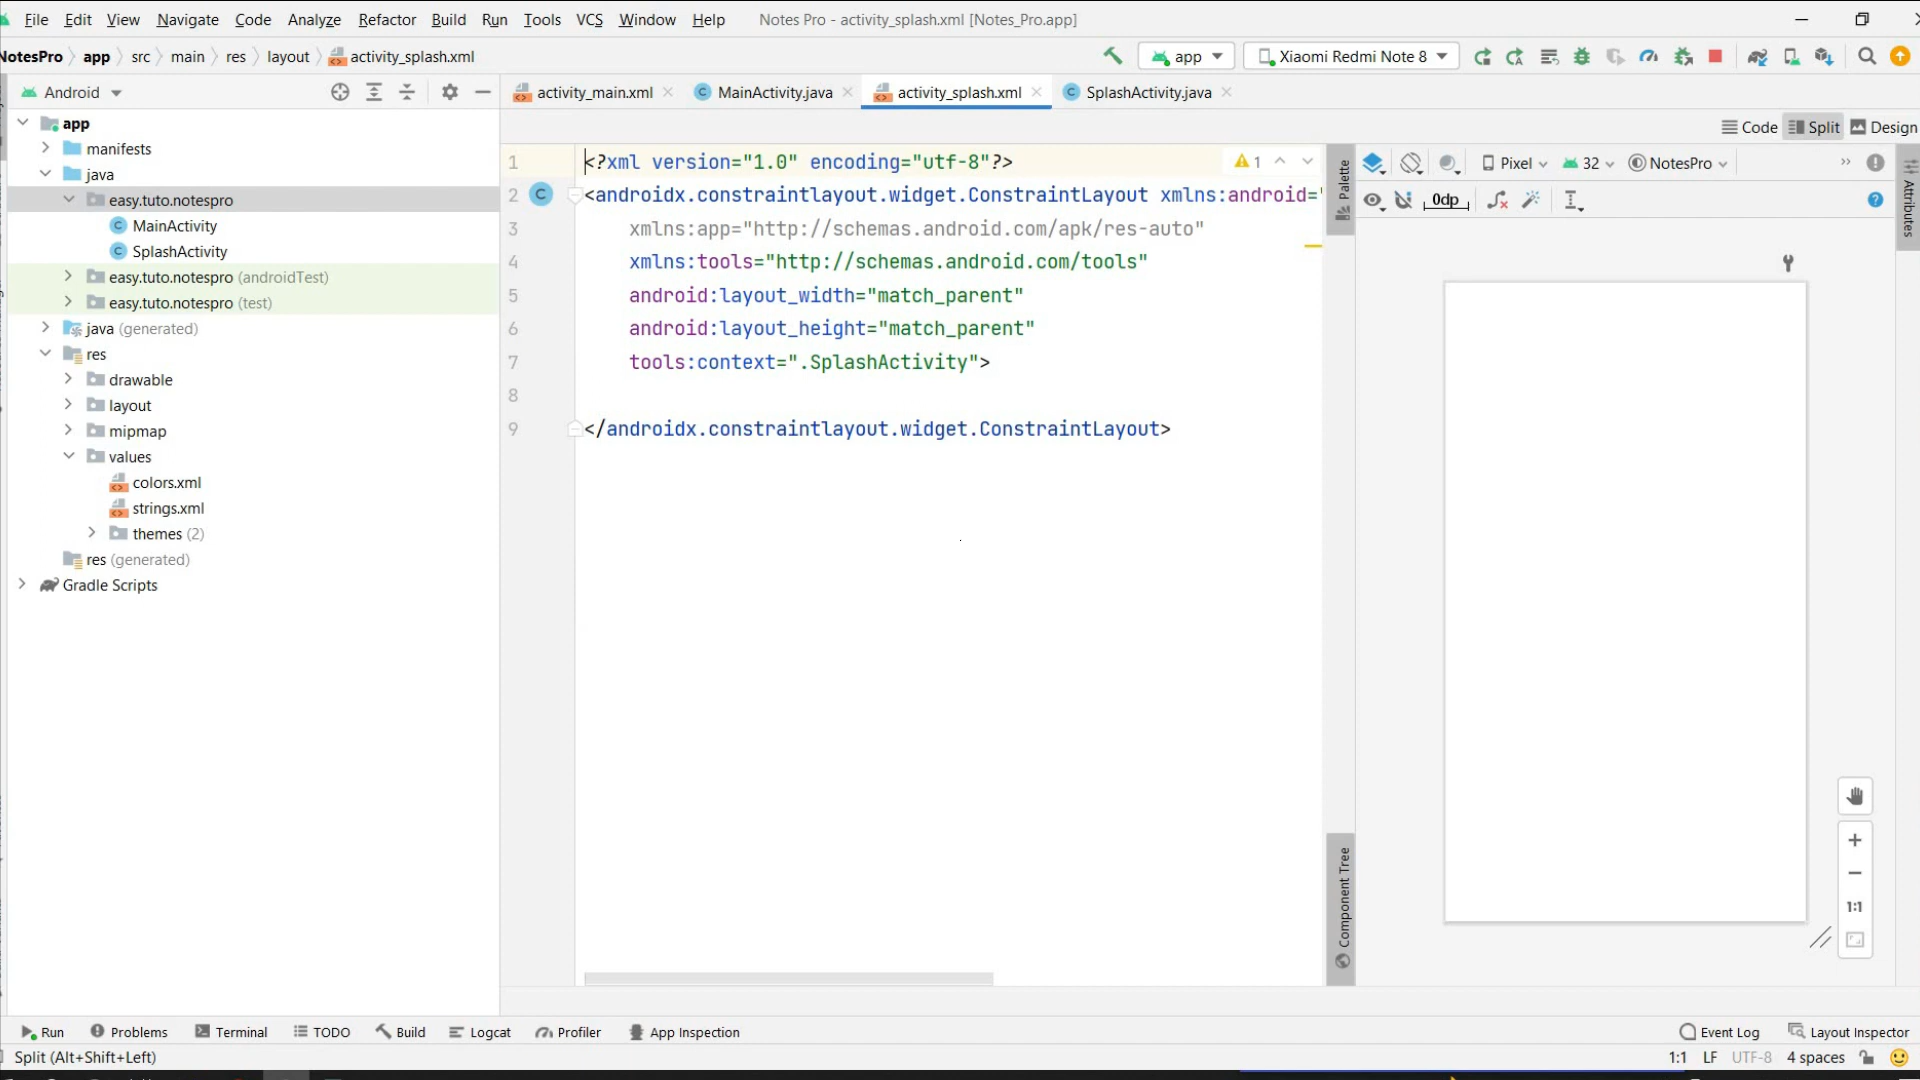 File Edit View Navigate Code Analyze Refactor Build Run Tools VCS Window Help Notes Pro - activity_splash.xml [Notes_Pro.app]
NotesPro app src main res layout activity_splash.xml app Xiaomi Redmi Note 8
Android
activity_main.xml MainActivity.java activity_splash.xml SplashActivity.java
Code Split Design
app
manifests
java
easy.tuto.notespro
MainActivity
SplashActivity
easy.tuto.notespro (androidTest)
easy.tuto.notespro (test)
java (generated)
res
drawable
layout
mipmap
values
colors.xml
strings.xml
themes (2)
res (generated)
Gradle Scripts
1 <?xml version="1.0" encoding="utf-8"?>
2 <androidx.constraintlayout.widget.ConstraintLayout xmlns:android="
3 xmlns:app="http://schemas.android.com/apk/res-auto"
4 xmlns:tools="http://schemas.android.com/tools"
5 android:layout_width="match_parent"
6 android:layout_height="match_parent"
7 tools:context=".SplashActivity">
8
9 </androidx.constraintlayout.widget.ConstraintLayout>
1
Palette
Component Tree
Pixel 32 NotesPro
0dp
Attributes
1:1
Run Problems Terminal TODO Build Logcat Profiler App Inspection Event Log Layout Inspector
Split (Alt+Shift+Left) 1:1 LF UTF-8 4 spaces